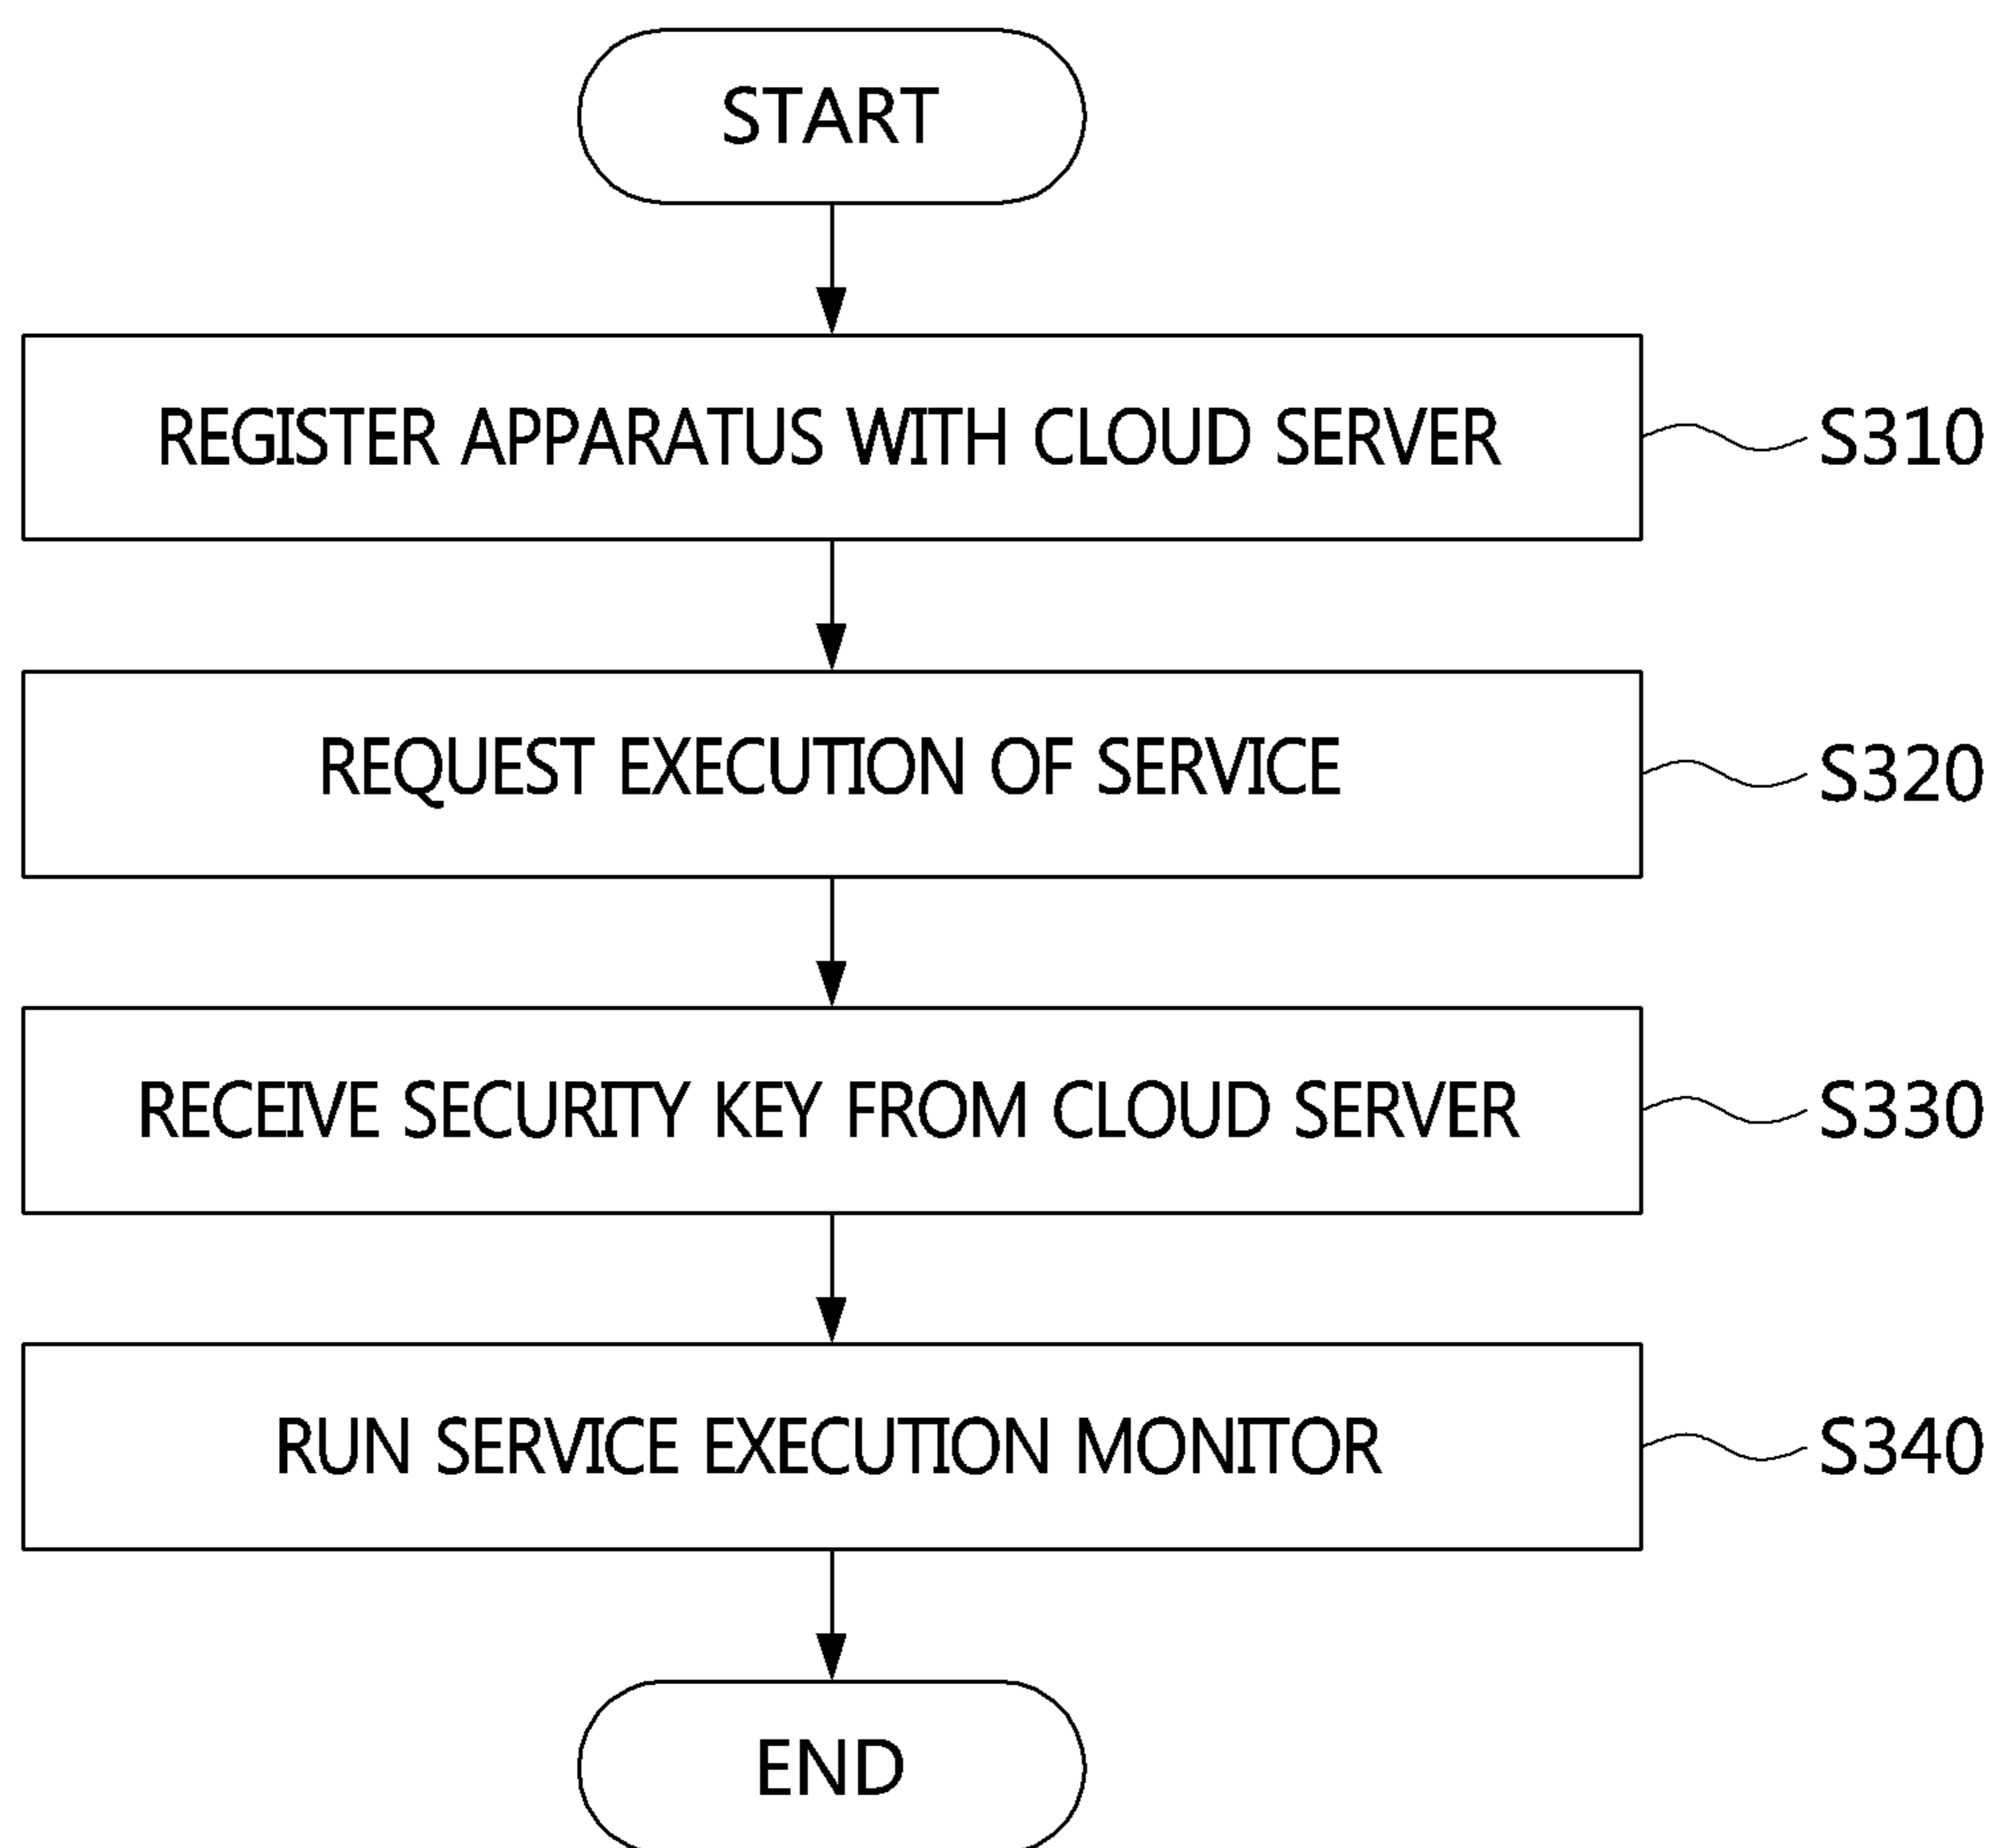 START
REGISTER APPARATUS WITH CLOUD SERVER
S310
REQUEST EXECUTION OF SERVICE
S320
RECEIVE SECURITY KEY FROM CLOUD SERVER
S330
RUN SERVICE EXECUTION MONITOR
S340
END